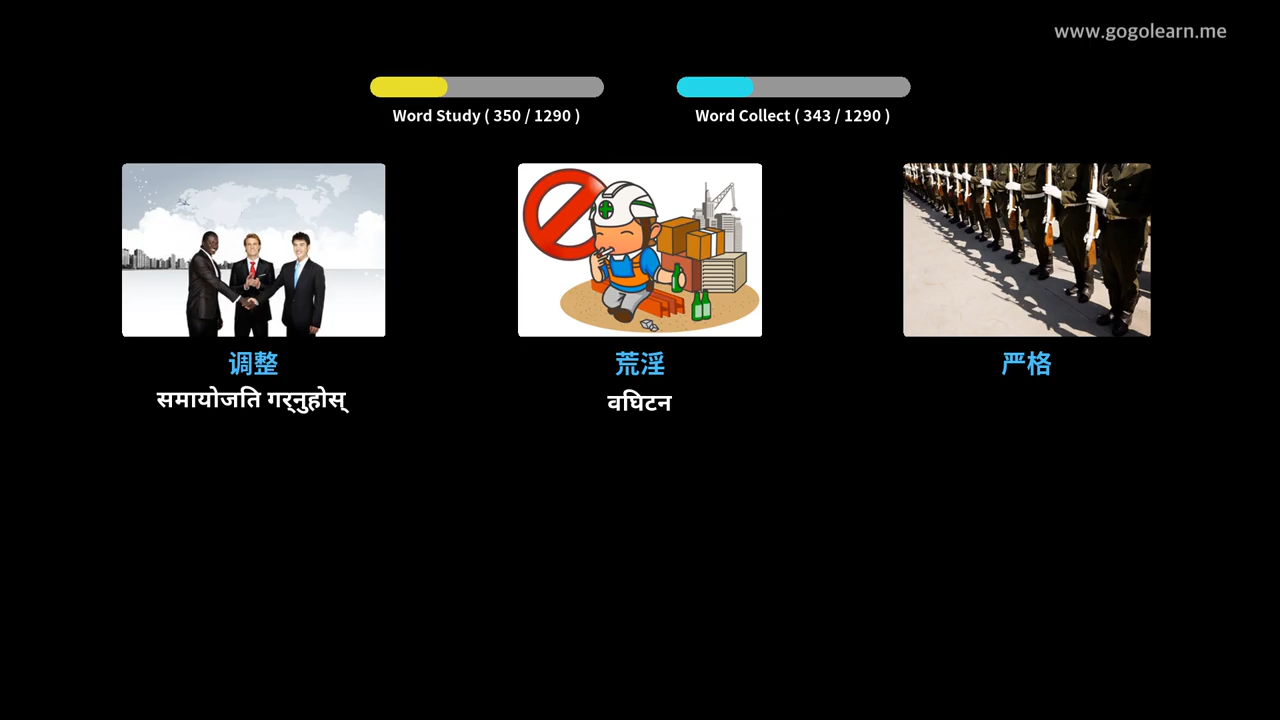 www.gogolearn.me
Word Study ( 350 / 1290 )
Word Collect ( 343 / 1290 )
调整
荒淫
严格
समायोजति गर्नुहोस्
वघिटन